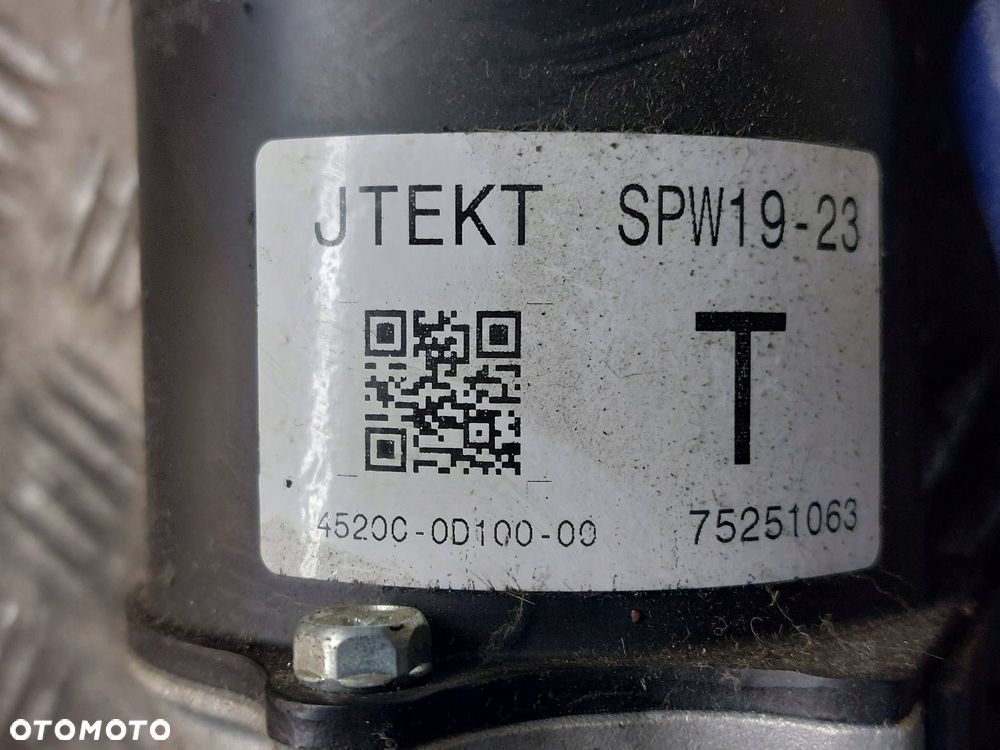 JTEKT SPW19-23
T
45200-0D100-00 75251063
OTOMOTO